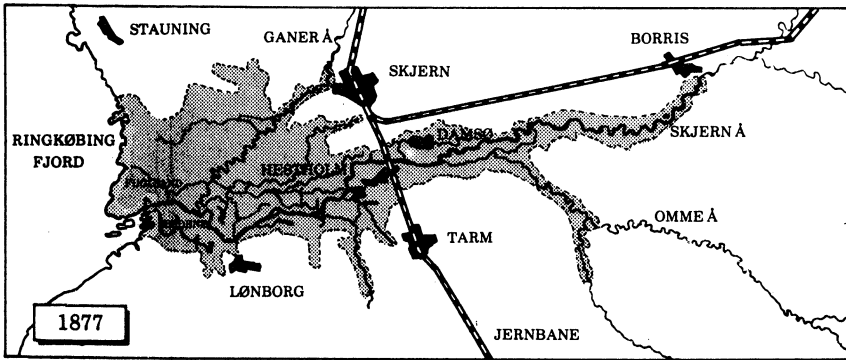 STAUNING
GANER Å
BORRIS
SKJERN
RINGKØBING
FJORD
DAMSØ
SKJERN Å
HESTHOLM
OMME Å
TARM
LØNBORG
1877
JERNBANE